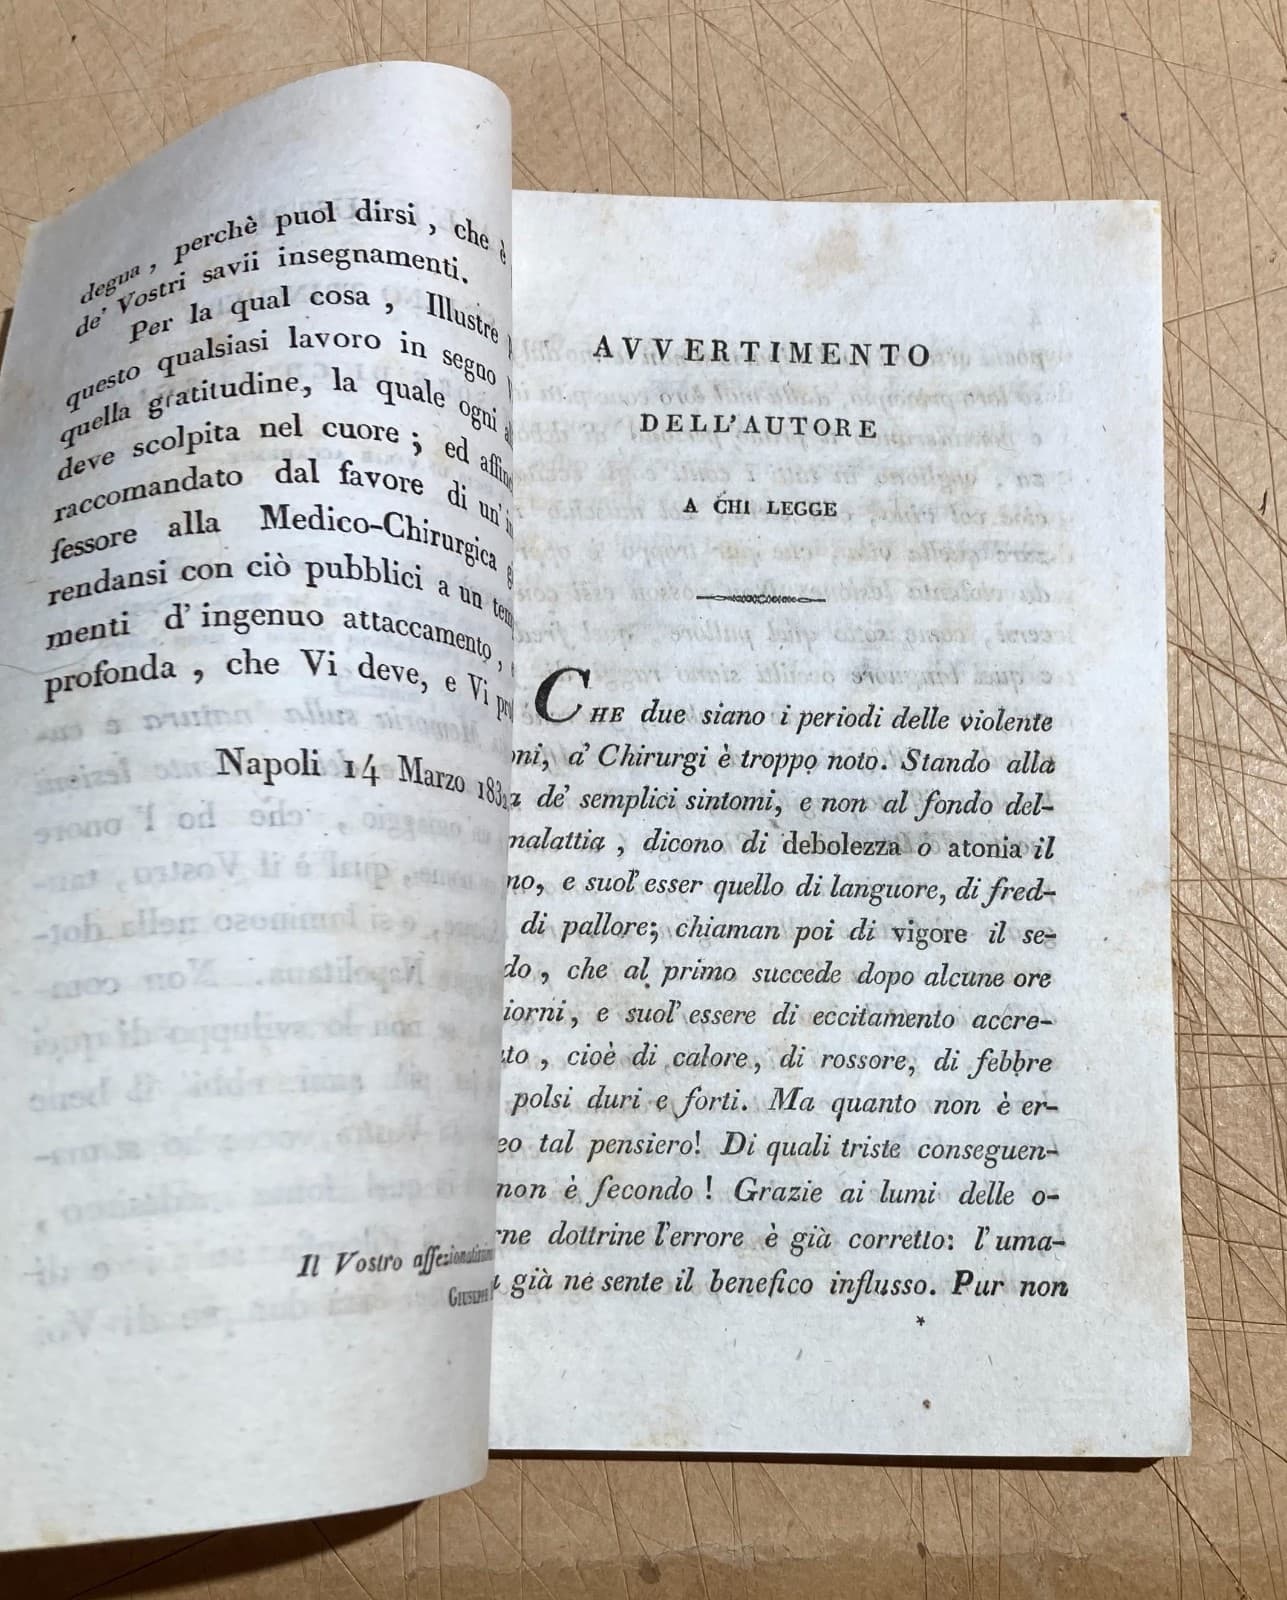 degua, perchè puol dirsi, che è
de' Vostri savii insegnamenti.
Per la qual cosa, Illustre
questo qualsiasi lavoro in segno
quella gratitudine, la quale ogni
deve scolpita nel cuore; ed
raccomandato dal favore di un'
fessore alla Medico-Chirurgica
rendansi con ciò pubblici a un
menti d'ingenuo attaccamento,
profonda, che Vi deve, e Vi
Napoli 14 Marzo
Il Vostro
AVVERTIMENTO
DELL'AUTORE
A CHI LEGGE
CHE due siano i periodi delle violente
oni, a' Chirurgi è troppo noto. Stando alla
de' semplici sintomi, e non al fondo del-
malattia, dicono di debolezza o atonia il
no, e suol' esser quello di languore, di fred-
di pallore; chiaman poi di vigore il se-
do, che al primo succede dopo alcune ore
iorni, e suol' essere di eccitamento accre-
to, cioè di calore, di rossore, di febbre
polsi duri e forti. Ma quanto non è er-
eo tal pensiero! Di quali triste conseguen-
non è fecondo! Grazie ai lumi delle o-
rne dottrine l'errore è già corretto: l'uma-
già ne sente il benefico influsso. Pur non
*